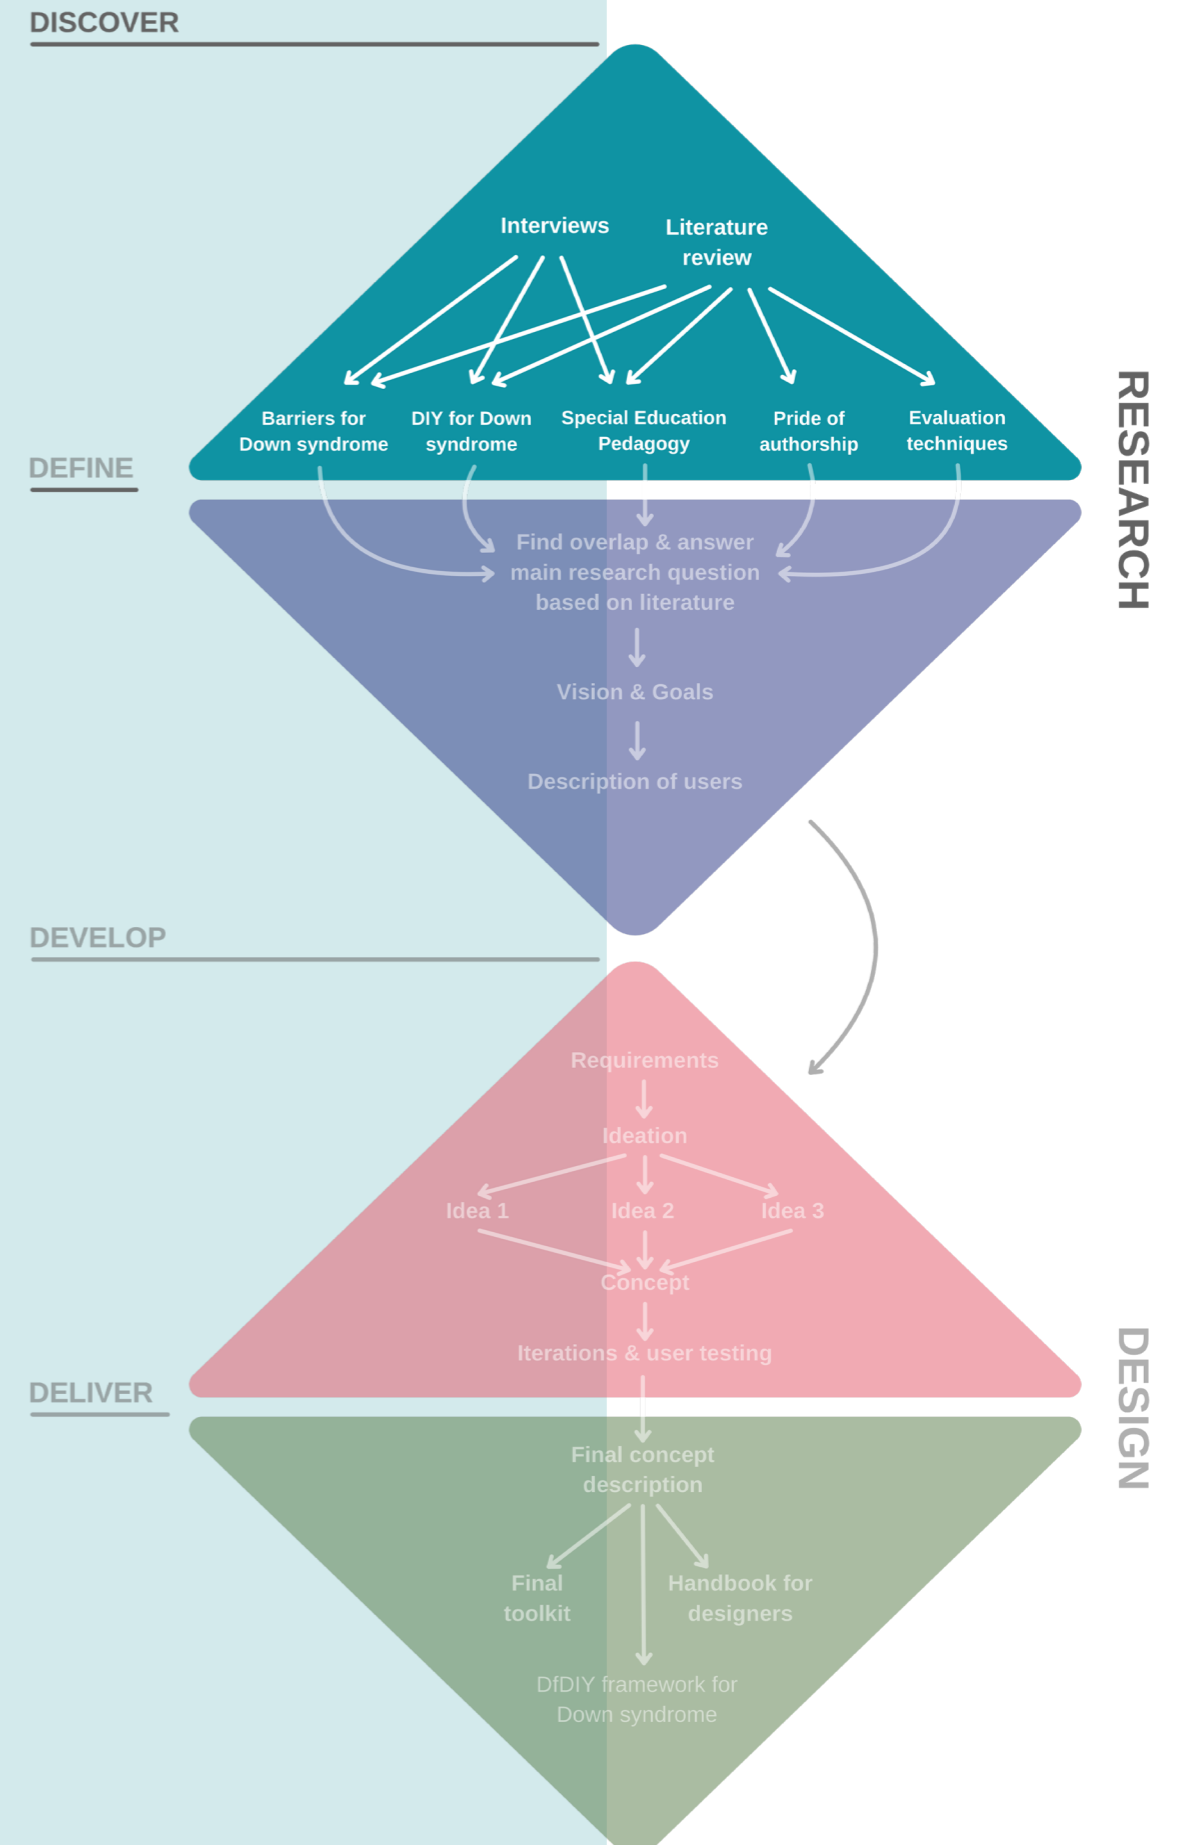 DISCOVER
Interviews
Literature
review
Barriers for
Down syndrome
DIY for Down
syndrome
Special Education
Pedagogy
Pride of
authorship
Evaluation
techniques
RESEARCH
DEFINE
Find overlap & answer
main research question
based on literature
Vision & Goals
Description of users
DEVELOP
Requirements
Ideation
Idea 1
Idea 2
Idea 3
Concept
Iterations & user testing
DESIGN
DELIVER
Final concept
description
Final
toolkit
Handbook for
designers
DfDIY framework for
Down syndrome